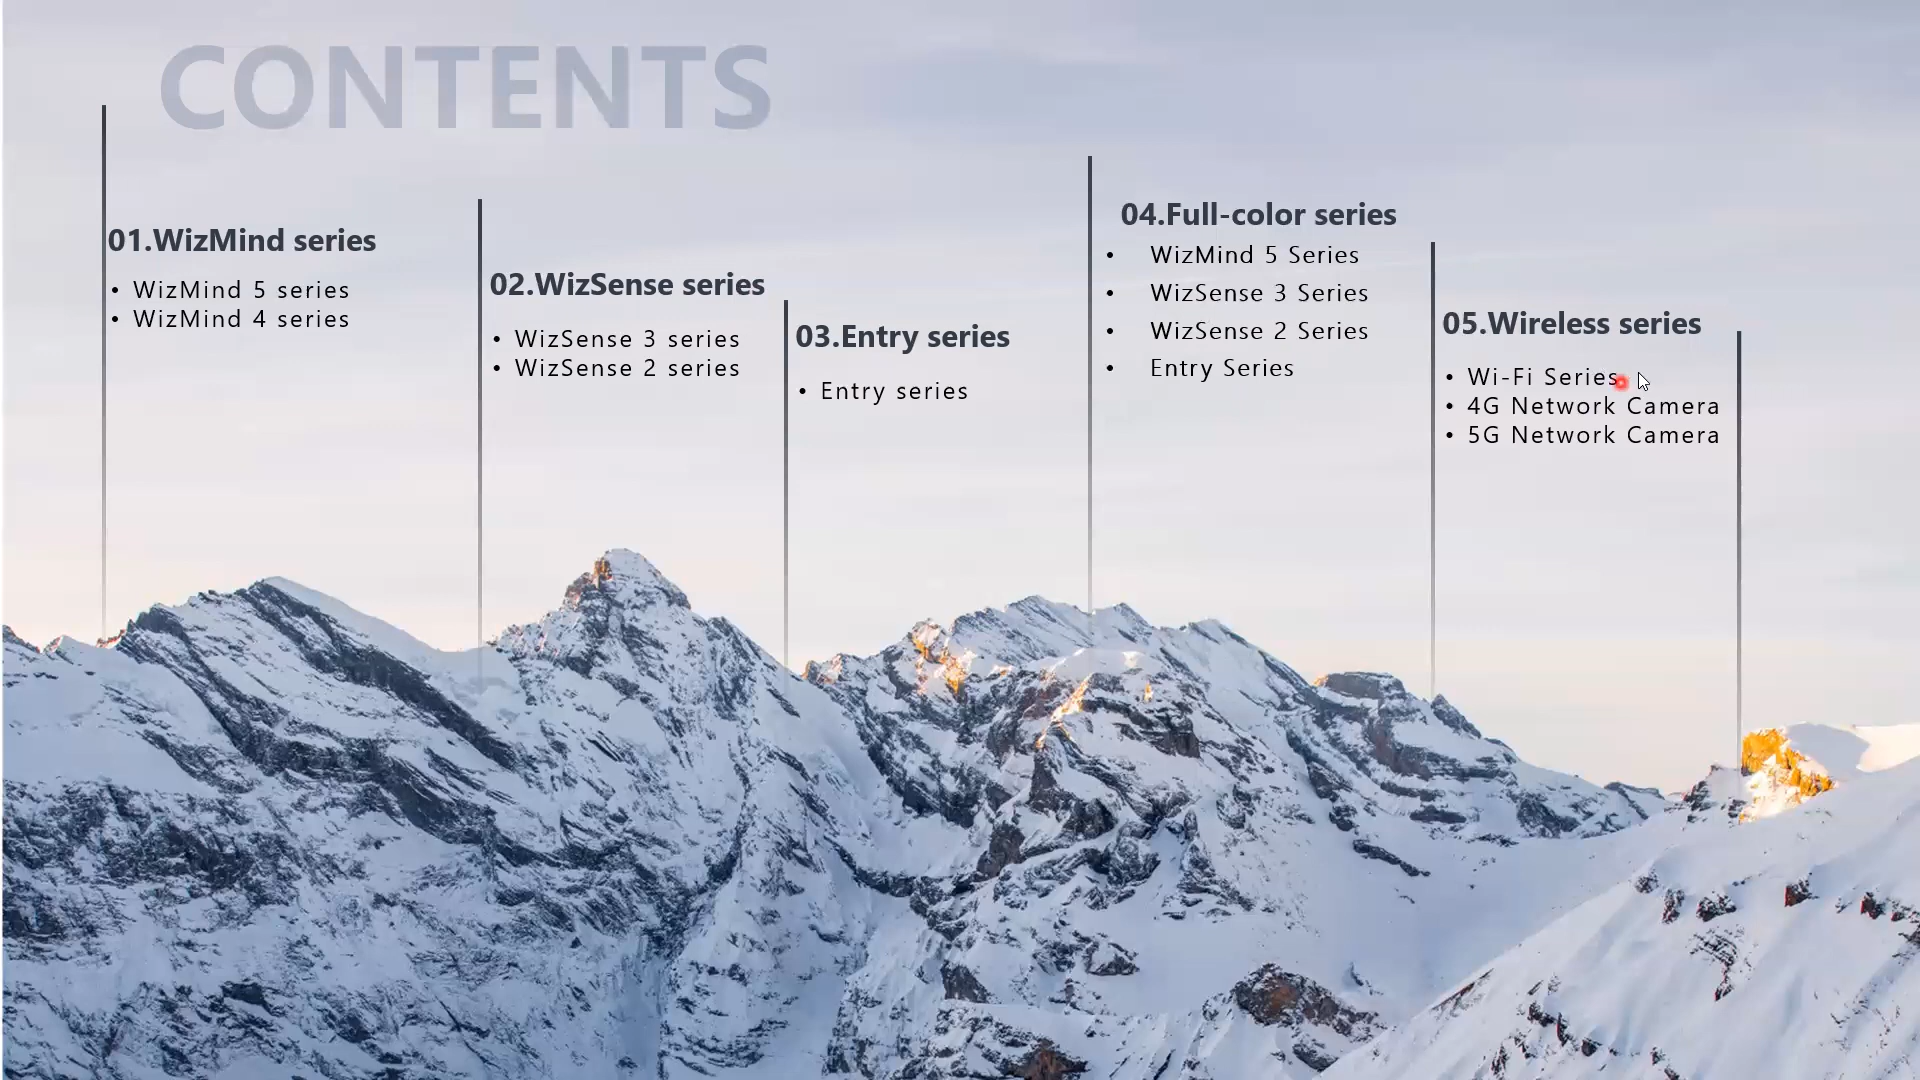 CONTENTS
01.WizMind series
• WizMind 5 series
• WizMind 4 series
02.WizSense series
• WizSense 3 series
• WizSense 2 series
03.Entry series
• Entry series
04.Full-color series
• WizMind 5 Series
• WizSense 3 Series
• WizSense 2 Series
• Entry Series
05.Wireless series
• Wi-Fi Series
• 4G Network Camera
• 5G Network Camera